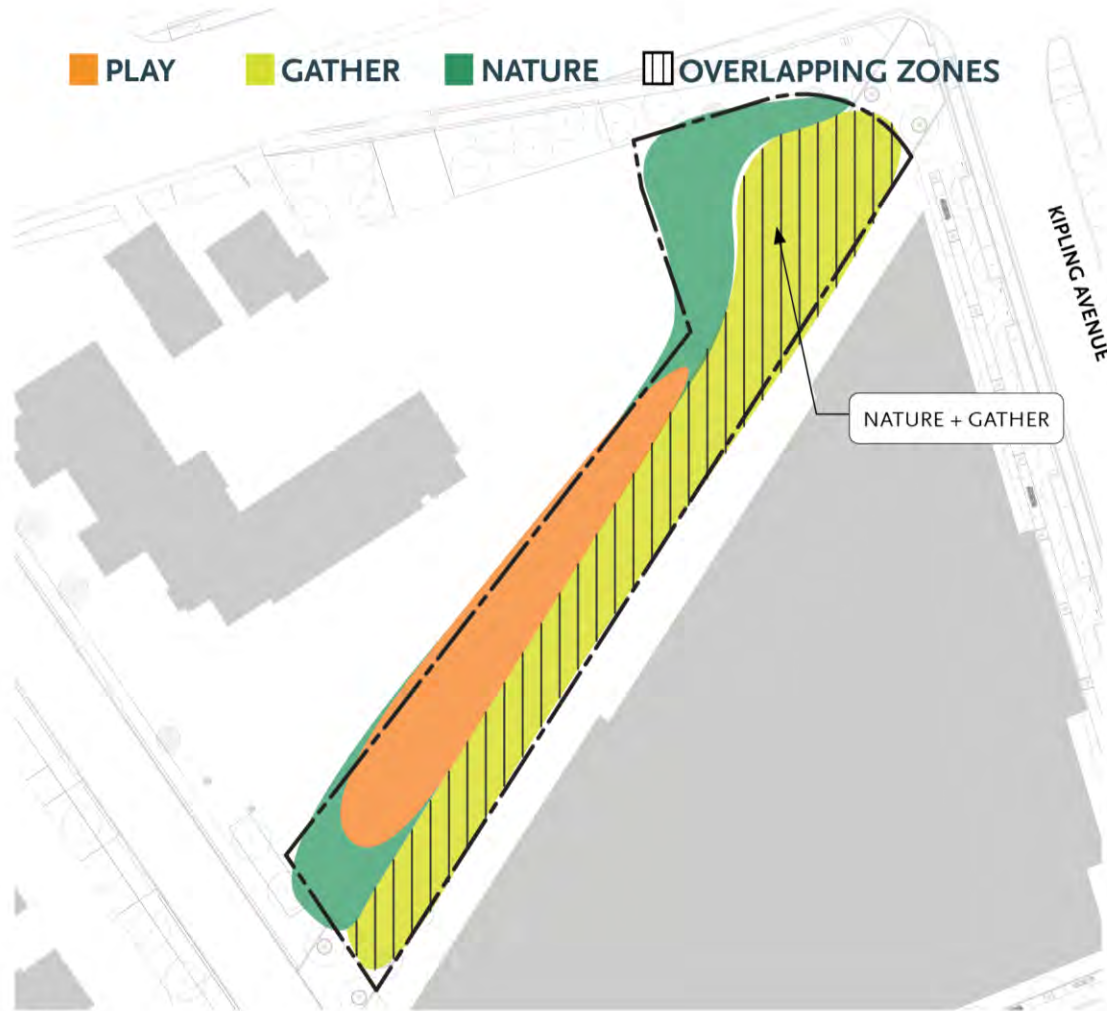 PLAY
GATHER
NATURE
OVERLAPPING ZONES
KIPLING AVENUE
NATURE + GATHER